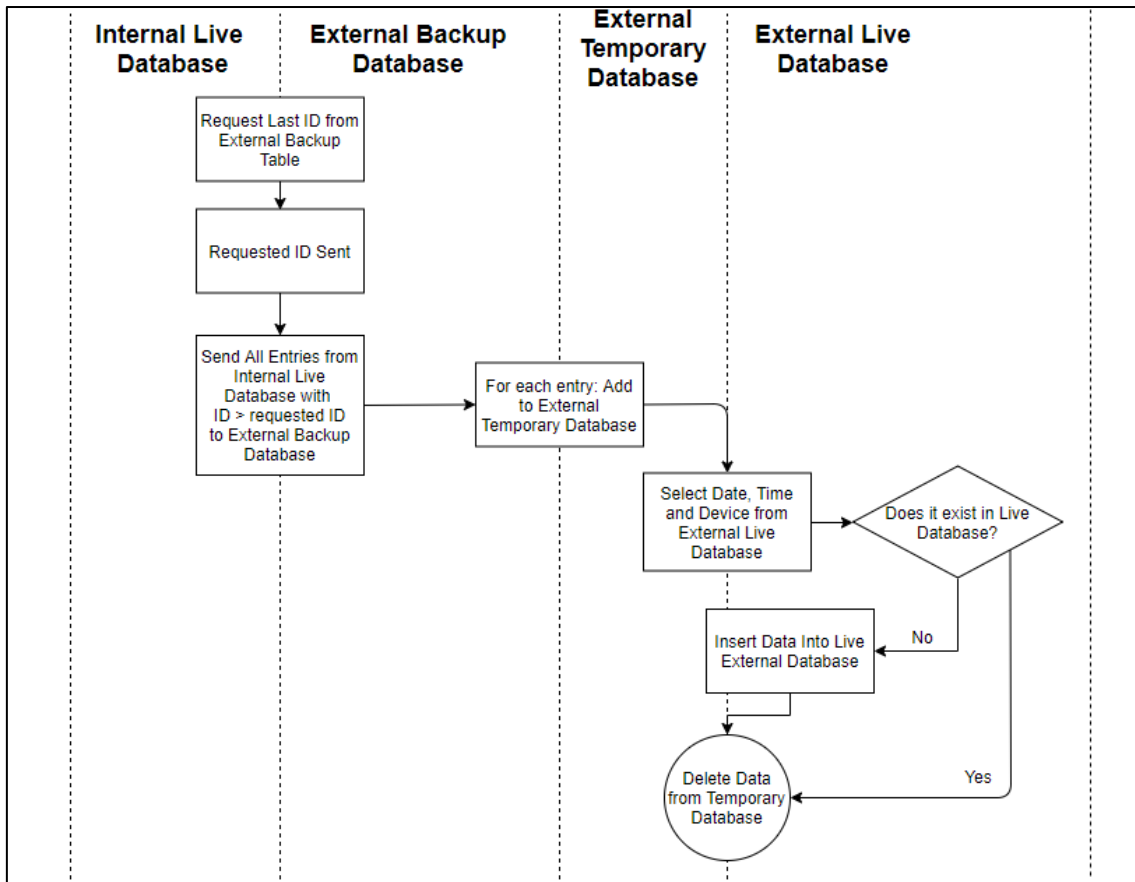 Internal Live
Database
External Backup
Database
External
Temporary
Database
External Live
Database
Request Last ID from
External Backup
Table
Requested ID Sent
Send All Entries from
Internal Live
Database with
ID > requested ID
to External Backup
Database
For each entry: Add
to External
Temporary Database
Select Date, Time
and Device from
External Live
Database
Does it exist in Live
Database?
No
Insert Data Into Live
External Database
Yes
Delete Data
from Temporary
Database